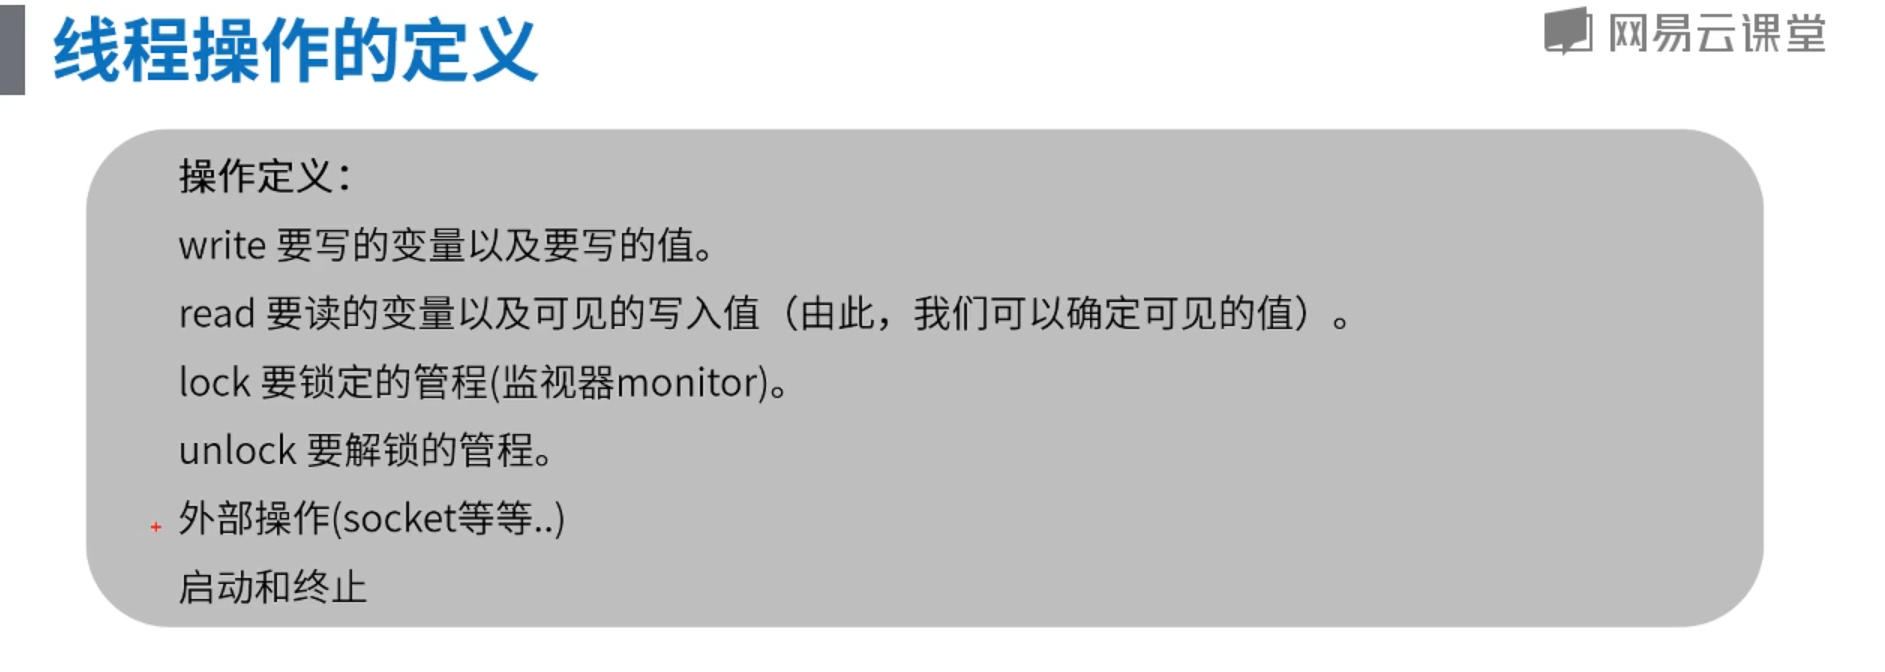 线程操作的定义
网易云课堂
操作定义：
write 要写的变量以及要写的值。
read 要读的变量以及可见的写入值（由此，我们可以确定可见的值）。
lock 要锁定的管程(监视器monitor)。
unlock 要解锁的管程。
外部操作(socket等等..)
启动和终止